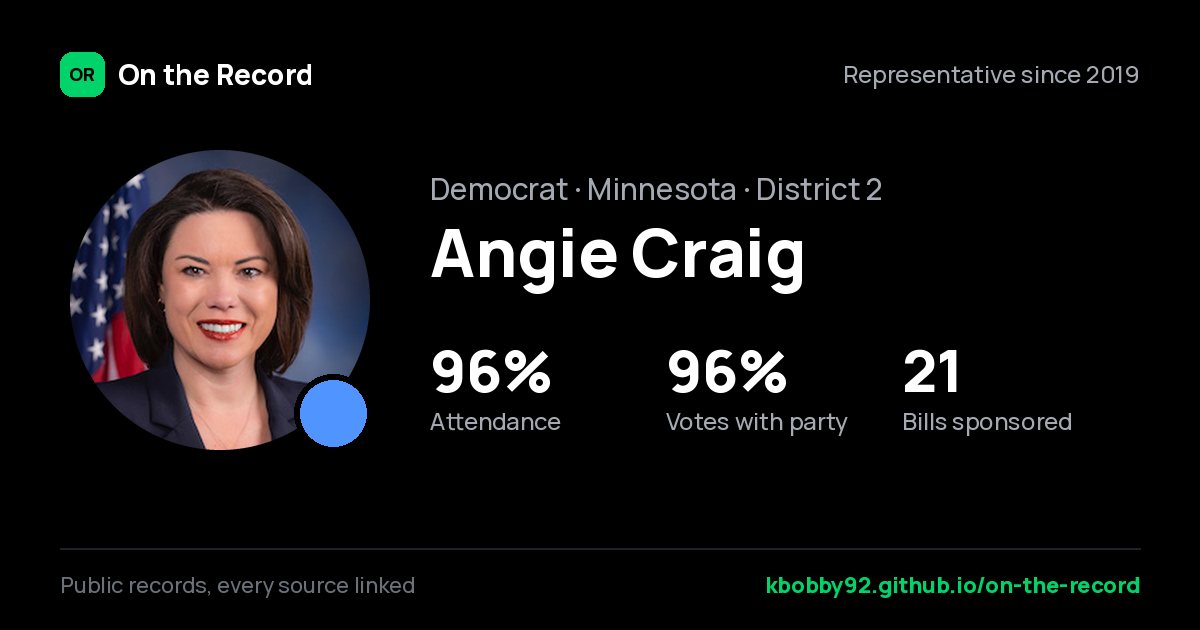 OR On the Record
Representative since 2019
Democrat · Minnesota · District 2
Angie Craig
96% 96% 21
Attendance Votes with party Bills sponsored
Public records, every source linked
kbobby92.github.io/on-the-record